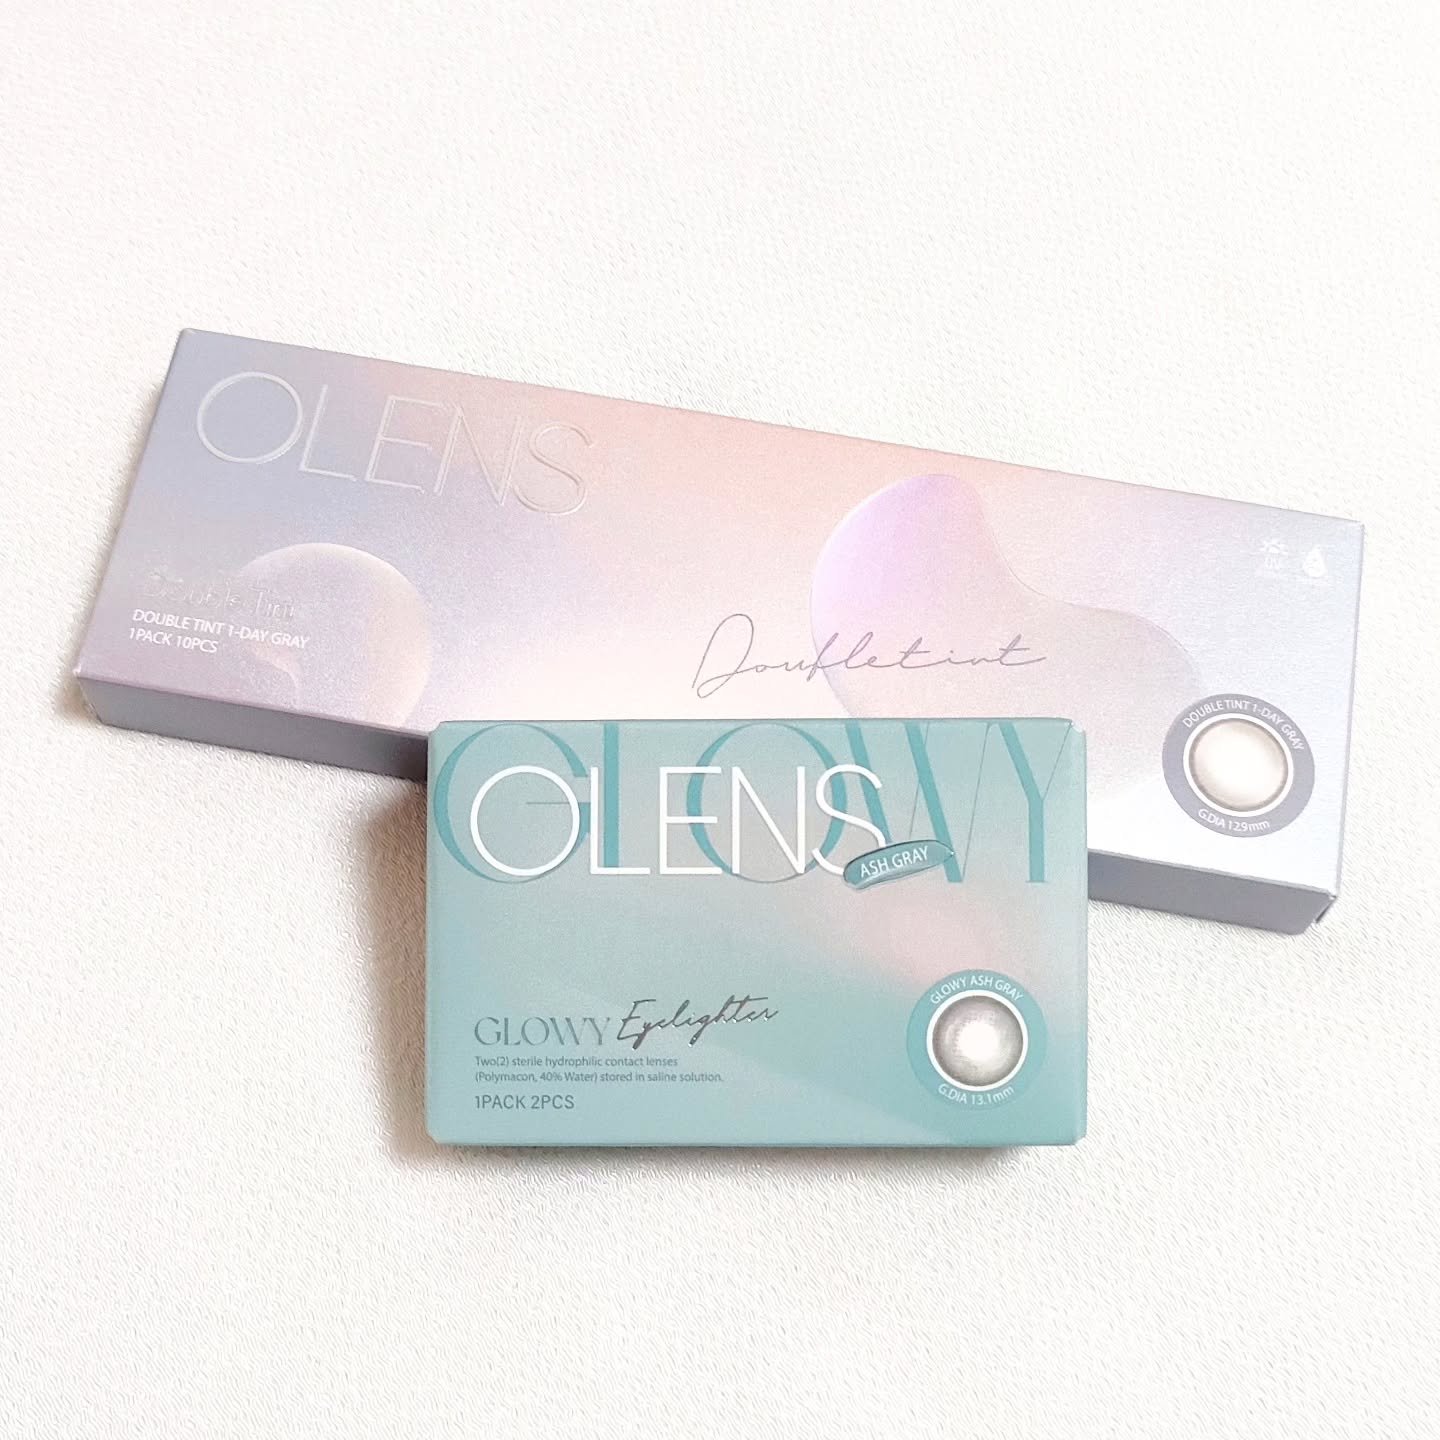 OLENS
Double Tint
DOUBLE TINT 1-DAY GRAY
1PACK 10PCS
Doubletint
UV
DOUBLE TINT 1-DAY GRAY
G.DIA 12.9mm
GLOWY
OLENS
ASH GRAY
GLOWY Eyelighter
Two(2) sterile hydrophilic contact lenses
(Polymacon, 40% Water) stored in saline solution.
1PACK 2PCS
GLOWY ASH GRAY
G.DIA 13.1mm